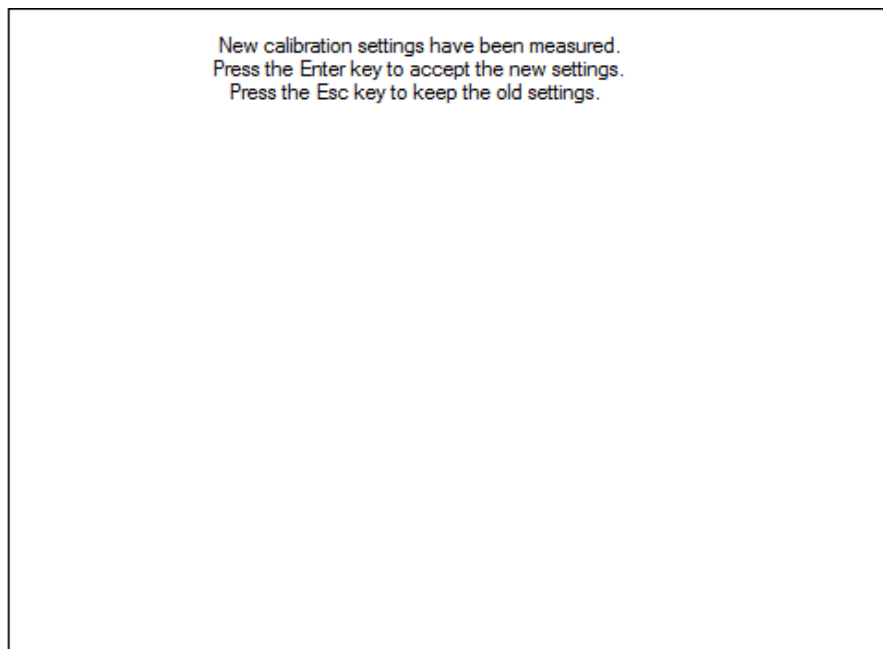 New calibration settings have been measured.
Press the Enter key to accept the new settings.
Press the Esc key to keep the old settings.